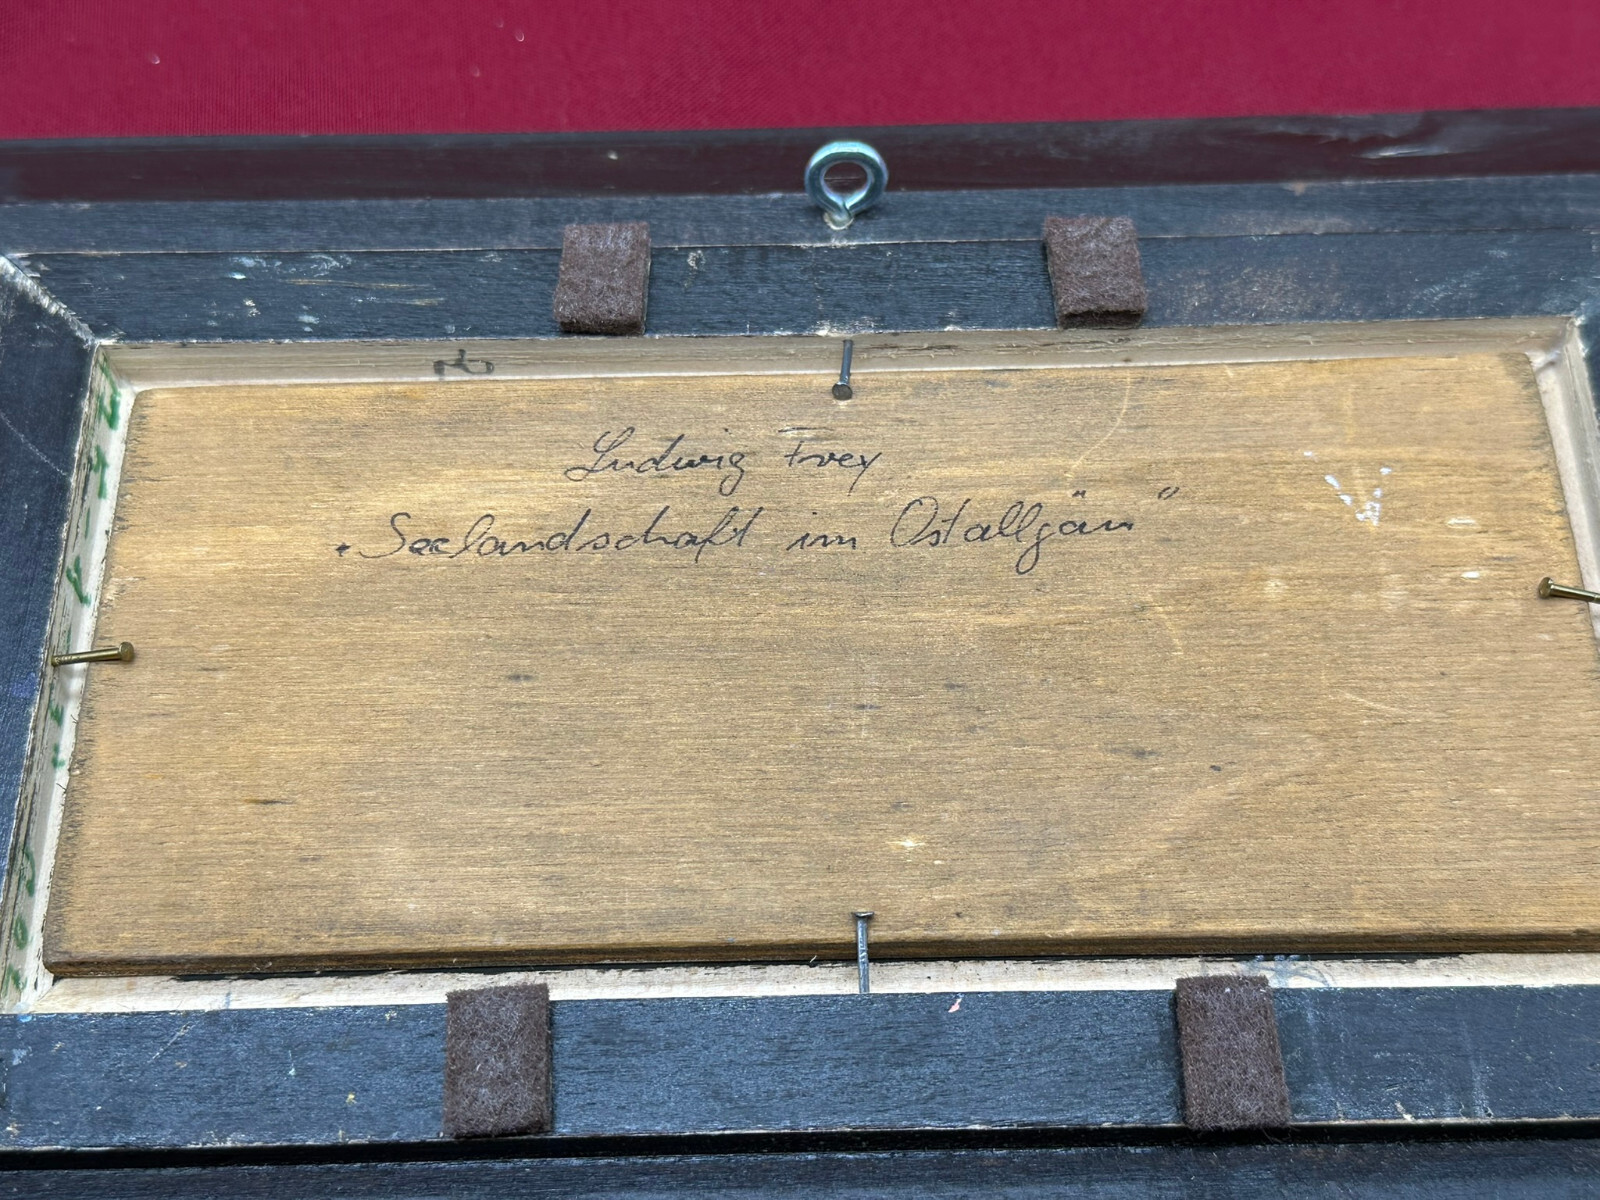 Ludwig Frey
"Seelandschaft im Ostallgäu"